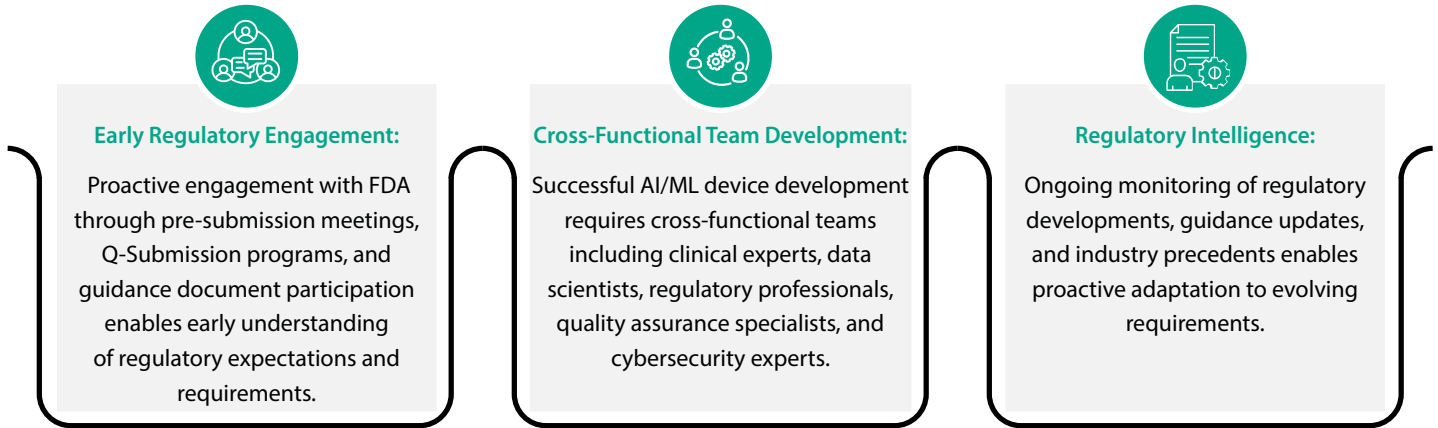 Early Regulatory Engagement:
Proactive engagement with FDA
through pre-submission meetings,
Q-Submission programs, and
guidance document participation
enables early understanding
of regulatory expectations and
requirements.
Cross-Functional Team Development:
Successful AI/ML device development
requires cross-functional teams
including clinical experts, data
scientists, regulatory professionals,
quality assurance specialists, and
cybersecurity experts.
Regulatory Intelligence:
Ongoing monitoring of regulatory
developments, guidance updates,
and industry precedents enables
proactive adaptation to evolving
requirements.